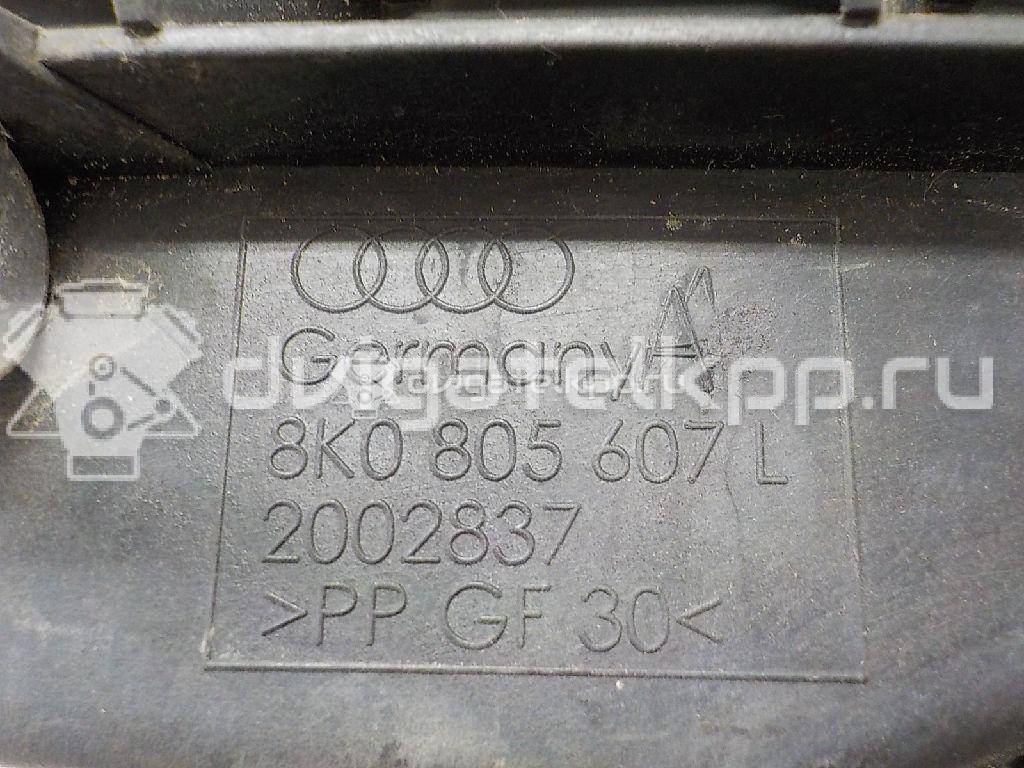 Germany A
8K0 805 607 L
2002837
>PP GF 30<
dvigatelkpp.ru